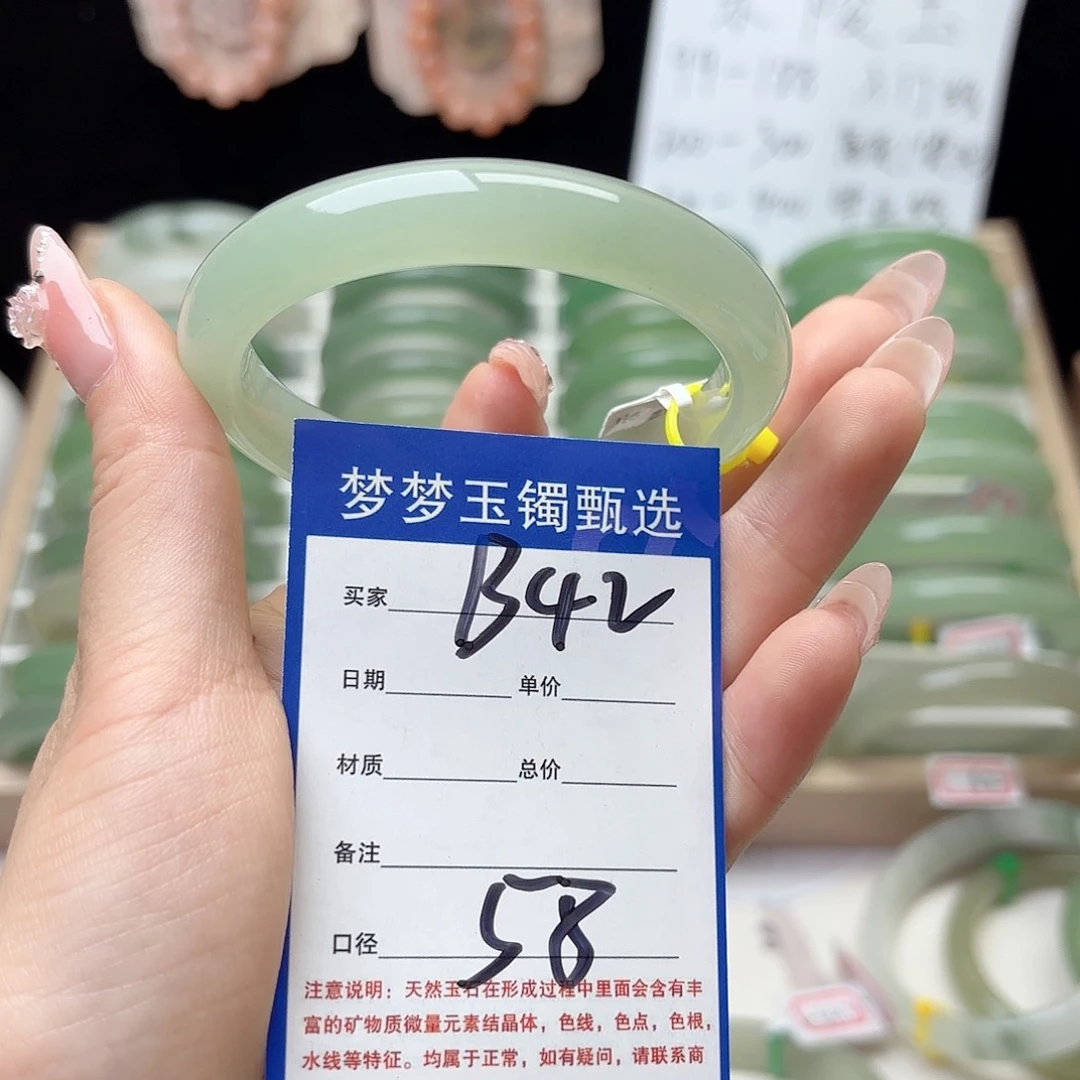 梦梦玉镯甄选
买家 B42
日期 单价
材质 总价
备注
口径 58
注意说明：天然玉石在形成过程中里面会含有丰
富的矿物质微量元素结晶体，色线，色点，色根，
水线等特征。均属于正常，如有疑问，请联系商